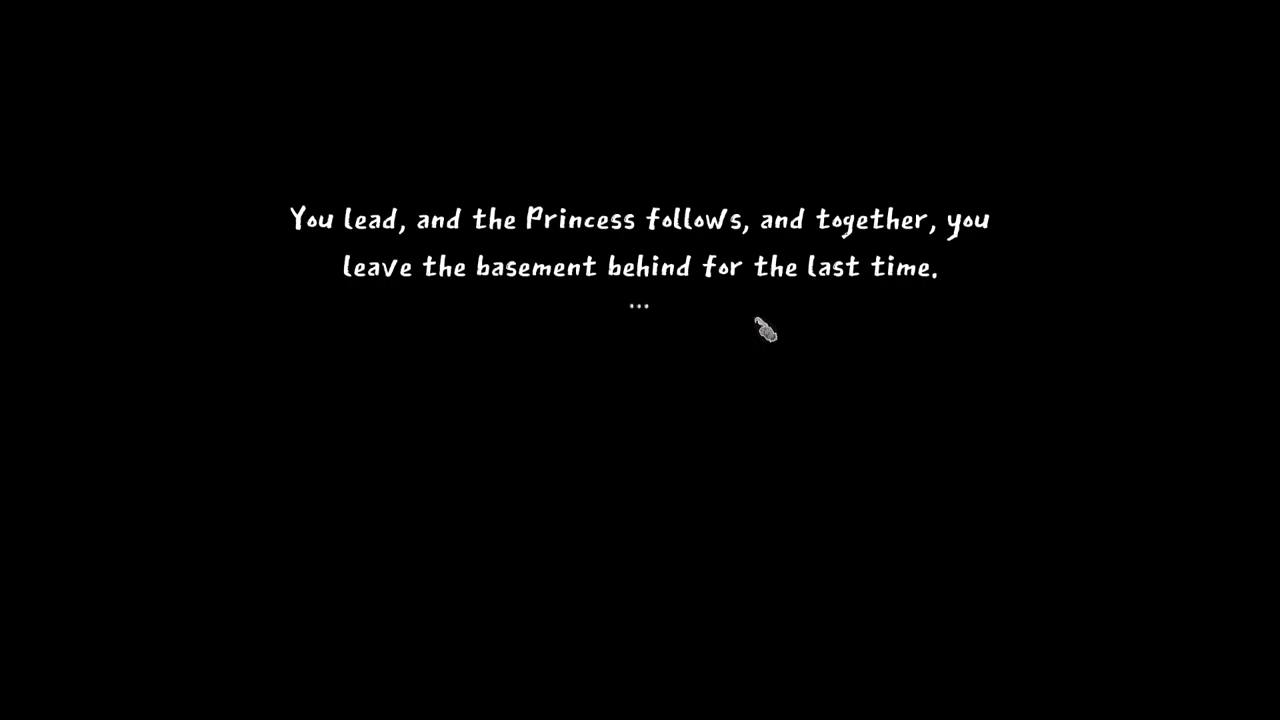 You lead, and the Princess follows, and together, you
leave the basement behind for the last time.
...